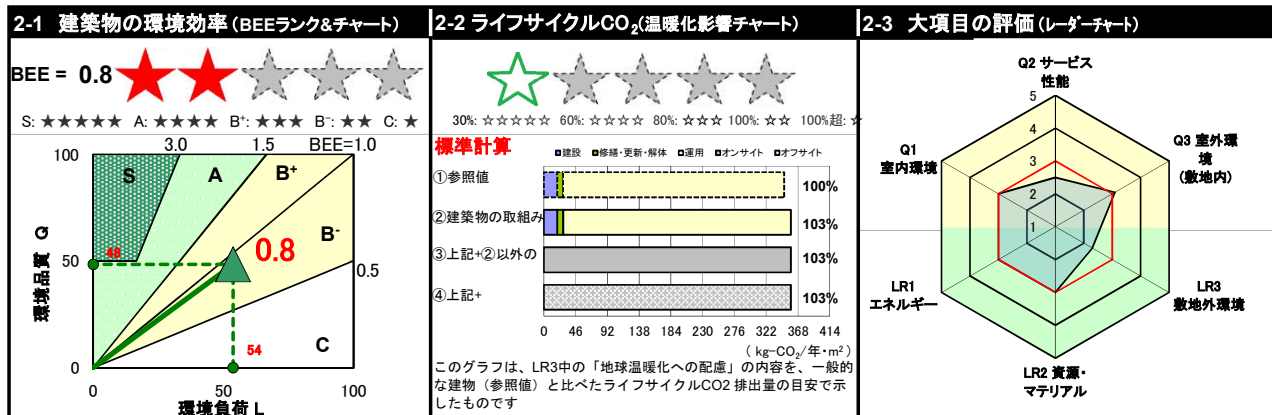 2-1 建築物の環境効率(BEEランク&チャート)
BEE = 0.8
S: ★★★★★ A: ★★★★ B⁺: ★★★ B⁻: ★★ C: ★
3.0 1.5 BEE=1.0
100
S
A
B⁺
B⁻
48
0.8
50
0.5
環境品質 Q
54
C
0
0 50 100
環境負荷 L
2-2 ライフサイクルCO₂(温暖化影響チャート)
30%: ☆☆☆☆☆ 60%: ☆☆☆☆ 80%: ☆☆☆ 100%: ☆☆ 100%超: ☆
標準計算
■建設 ■修繕・更新・解体 □運用 ■オンサイト □オフサイト
①参照値 100%
②建築物の取組み 103%
③上記+②以外の 103%
④上記+ 103%
0 46 92 138 184 230 276 322 368 414
( kg-CO₂/年・m² )
このグラフは、LR3中の「地球温暖化への配慮」の内容を、一般的
な建物（参照値）と比べたライフサイクルCO2 排出量の目安で示
したものです
2-3 大項目の評価(レーダーチャート)
Q2 サービス
性能
5
4
3
2
1
Q1
室内環境
Q3 室外環
境
(敷地内)
LR1
エネルギー
LR3
敷地外環境
LR2 資源・
マテリアル